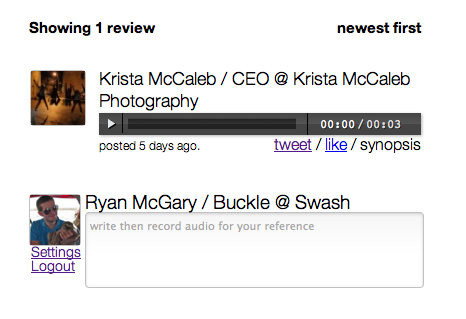 Showing 1 review newest first
Krista McCaleb / CEO @ Krista McCaleb
Photography
00:00 / 00:03
posted 5 days ago. tweet / like / synopsis
Ryan McGary / Buckle @ Swash
write then record audio for your reference
Settings
Logout